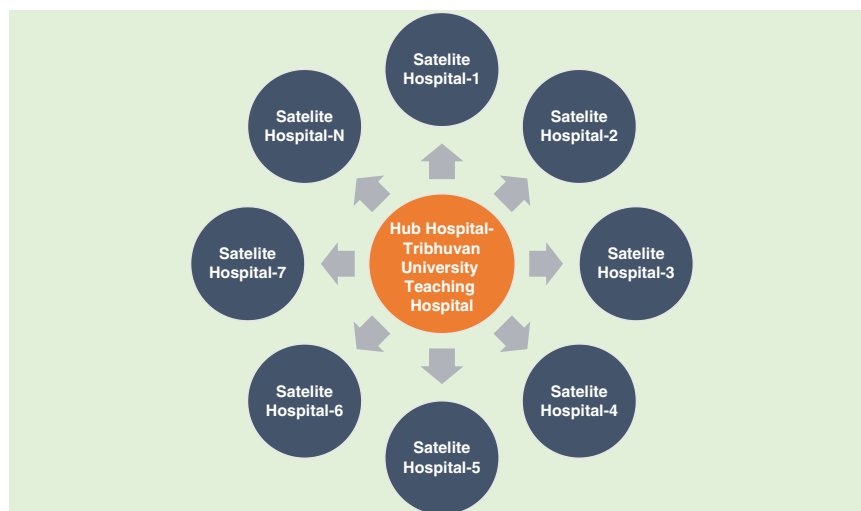 Satelite
Hospital-1
Satelite
Hospital-2
Satelite
Hospital-3
Satelite
Hospital-4
Satelite
Hospital-5
Satelite
Hospital-6
Satelite
Hospital-7
Satelite
Hospital-N
Hub Hospital-
Tribhuvan
University
Teaching
Hospital